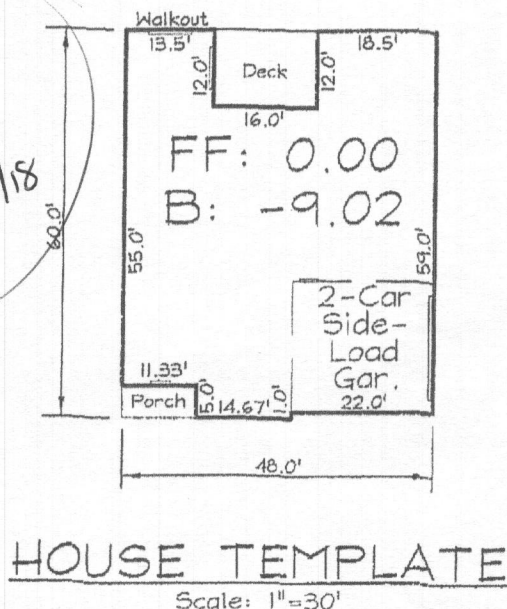 Walkout
13.5' 18.5'
12.0' Deck 12.0'
16.0'
FF: 0.00
/18
B: -9.02
60.0'
55.0'
59.0'
2-Car
Side-
Load
Gar.
11.33'
Porch 5.0' 14.67' 1.0' 22.0'
48.0'
HOUSE TEMPLATE
Scale: 1"=30'